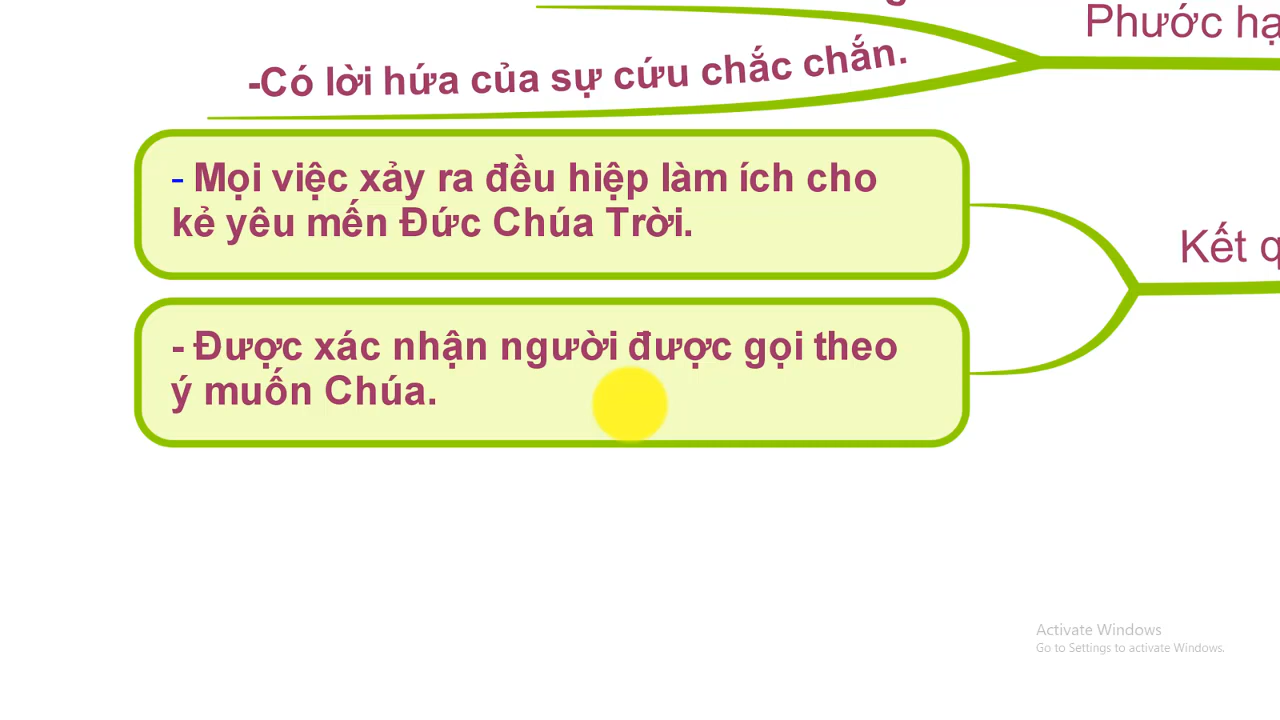 Phước hạ
-Có lời hứa của sự cứu chắc chắn.
- Mọi việc xảy ra đều hiệp làm ích cho
kẻ yêu mến Đức Chúa Trời.
Kết q
- Được xác nhận người được gọi theo
ý muốn Chúa.
Activate Windows
Go to Settings to activate Windows.